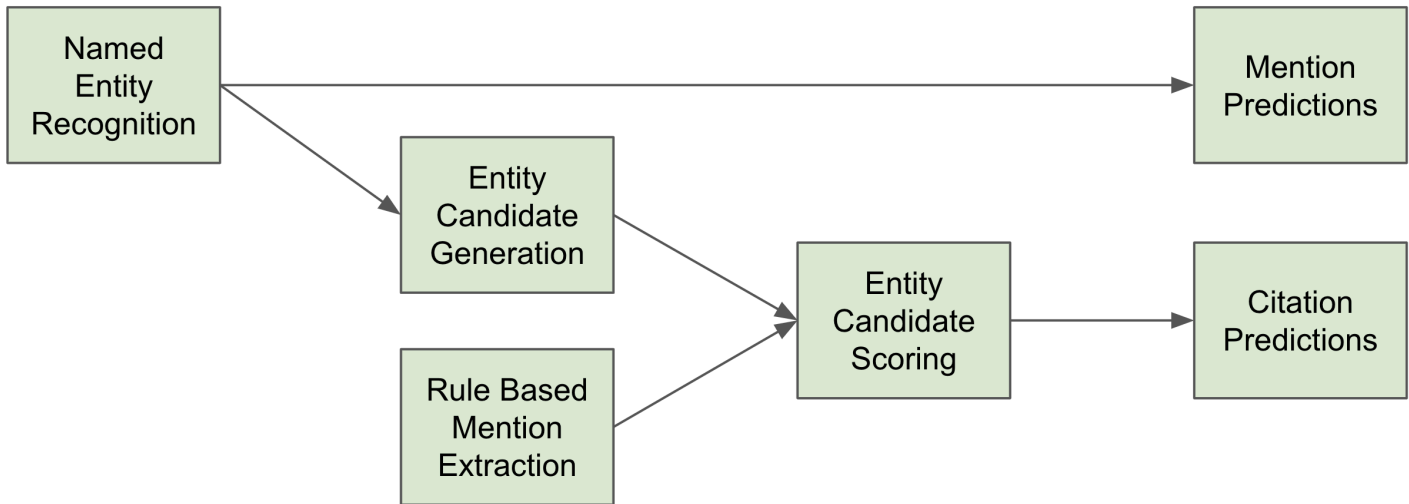 Named
Entity
Recognition
Mention
Predictions
Entity
Candidate
Generation
Entity
Candidate
Scoring
Citation
Predictions
Rule Based
Mention
Extraction